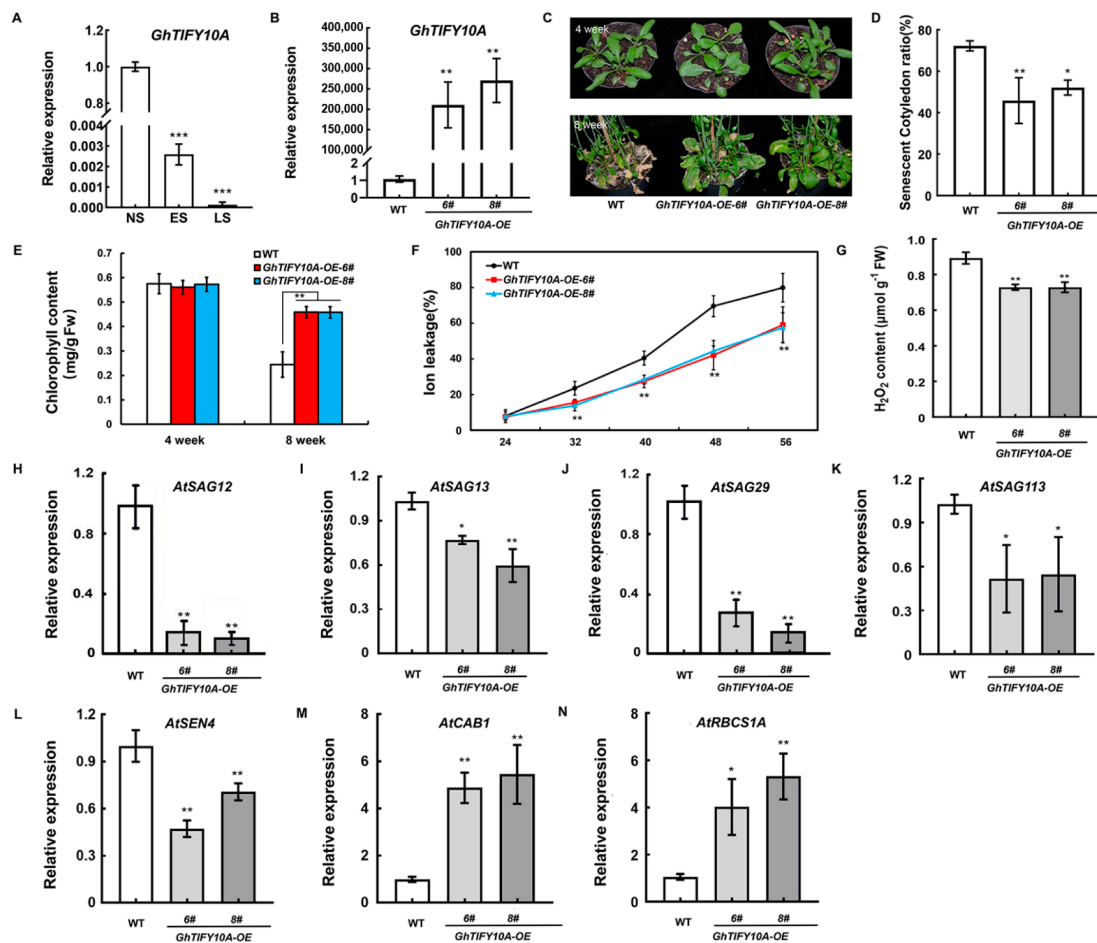 A
GhTIFY10A
Relative expression
1.2
1.0
0.8
0.004
0.003
0.002
0.001
0.000
***
***
NS ES LS
B
GhTIFY10A
Relative expression
400,000
350,000
300,000
250,000
200,000
150,000
100,000
2
1
0
**
**
WT
6# 8#
GhTIFY10A-OE
C
4 week
8 week
WT GhTIFY10A-OE-6# GhTIFY10A-OE-8#
D
Senescent Cotyledon ratio(%)
80
60
40
20
0
**
*
WT
6# 8#
GhTIFY10A-OE
E
Chlorophyll content
(mg/gFw)
0.7
0.6
0.5
0.4
0.3
0.2
0.1
0
WT
GhTIFY10A-OE-6#
GhTIFY10A-OE-8#
**
4 week 8 week
F
Ion leakage(%)
100
80
60
40
20
0
WT
GhTIFY10A-OE-6#
GhTIFY10A-OE-8#
**
**
**
**
24 32 40 48 56
G
H₂O₂ content (μmol g⁻¹ FW)
1.0
0.8
0.6
0.4
0.2
0.0
**
**
WT
6# 8#
GhTIFY10A-OE
H
AtSAG12
Relative expression
1.2
0.8
0.4
0
**
**
WT
6# 8#
GhTIFY10A-OE
I
AtSAG13
Relative expression
1.2
0.9
0.6
0.3
0
*
**
WT
6# 8#
GhTIFY10A-OE
J
AtSAG29
Relative expression
1.2
0.9
0.6
0.3
0
**
**
WT
6# 8#
GhTIFY10A-OE
K
AtSAG113
Relative expression
1.2
0.9
0.6
0.3
0
*
*
WT
6# 8#
GhTIFY10A-OE
L
AtSEN4
Relative expression
1.2
0.9
0.6
0.3
0
**
**
WT
6# 8#
GhTIFY10A-OE
M
AtCAB1
Relative expression
8
6
4
2
0
**
**
WT
6# 8#
GhTIFY10A-OE
N
AtRBCS1A
Relative expression
8
6
4
2
0
*
**
WT
6# 8#
GhTIFY10A-OE